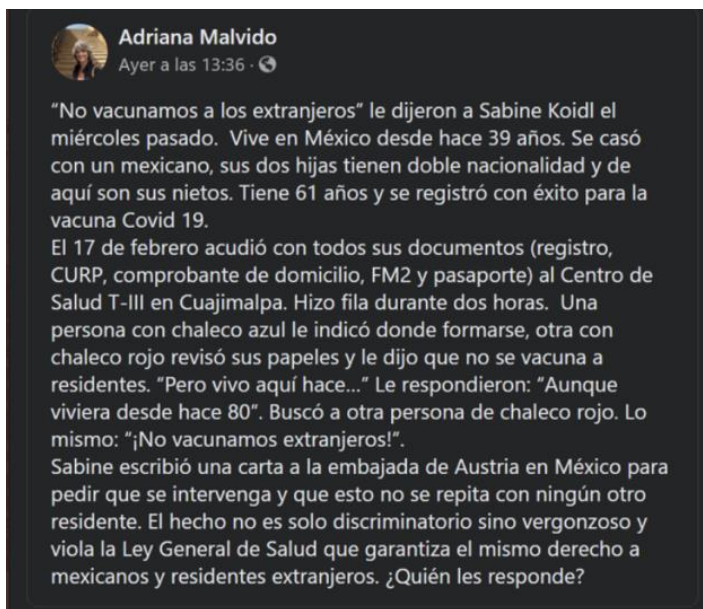 Adriana Malvido
Ayer a las 13:36 ·
“No vacunamos a los extranjeros” le dijeron a Sabine Koidl el
miércoles pasado.  Vive en México desde hace 39 años. Se casó
con un mexicano, sus dos hijas tienen doble nacionalidad y de
aquí son sus nietos. Tiene 61 años y se registró con éxito para la
vacuna Covid 19.
El 17 de febrero acudió con todos sus documentos (registro,
CURP, comprobante de domicilio, FM2 y pasaporte) al Centro de
Salud T-III en Cuajimalpa. Hizo fila durante dos horas.  Una
persona con chaleco azul le indicó donde formarse, otra con
chaleco rojo revisó sus papeles y le dijo que no se vacuna a
residentes. “Pero vivo aquí hace...” Le respondieron: “Aunque
viviera desde hace 80”. Buscó a otra persona de chaleco rojo. Lo
mismo: “¡No vacunamos extranjeros!”.
Sabine escribió una carta a la embajada de Austria en México para
pedir que se intervenga y que esto no se repita con ningún otro
residente. El hecho no es solo discriminatorio sino vergonzoso y
viola la Ley General de Salud que garantiza el mismo derecho a
mexicanos y residentes extranjeros. ¿Quién les responde?